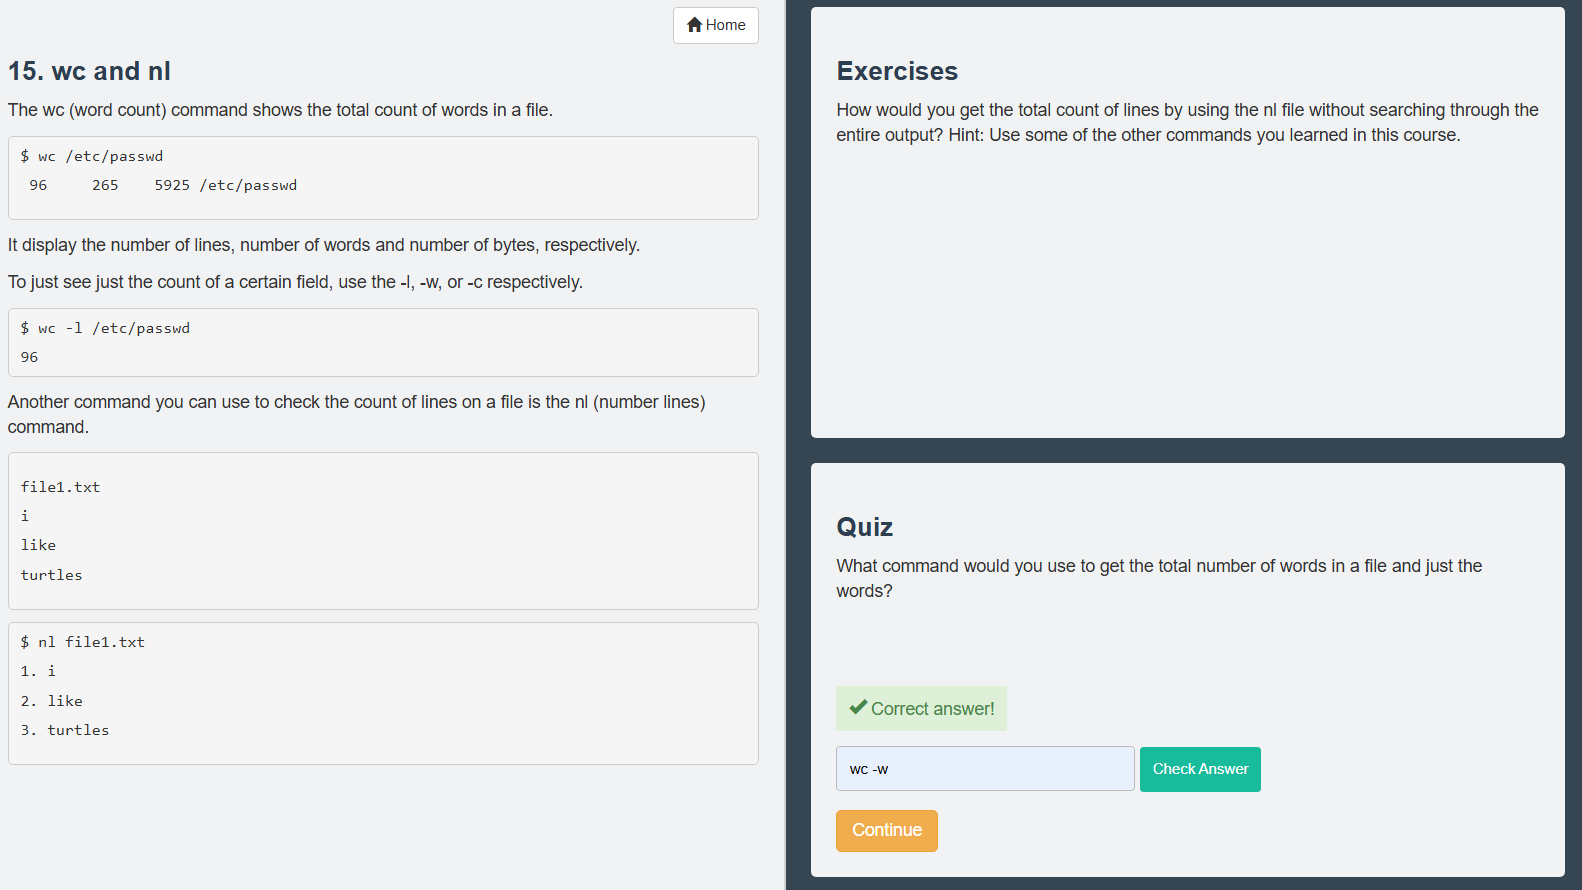 Home
15. wc and nl
The wc (word count) command shows the total count of words in a file.
$ wc /etc/passwd
 96     265    5925 /etc/passwd
It display the number of lines, number of words and number of bytes, respectively.
To just see just the count of a certain field, use the -l, -w, or -c respectively.
$ wc -l /etc/passwd
96
Another command you can use to check the count of lines on a file is the nl (number lines)
command.
file1.txt
i
like
turtles
$ nl file1.txt
1. i
2. like
3. turtles
Exercises
How would you get the total count of lines by using the nl file without searching through the
entire output? Hint: Use some of the other commands you learned in this course.
Quiz
What command would you use to get the total number of words in a file and just the
words?
Correct answer!
wc -w
Check Answer
Continue